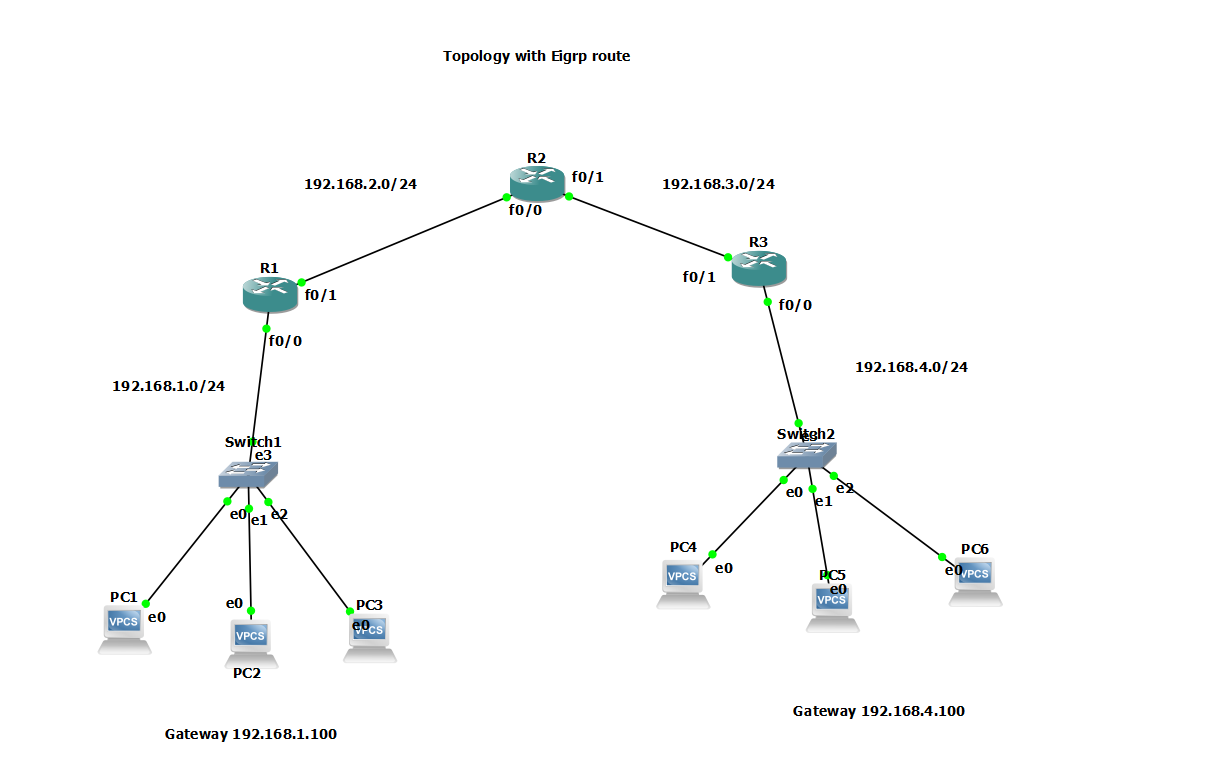 Topology with Eigrp route
R2
192.168.2.0/24
f0/1
192.168.3.0/24
f0/0
R3
R1
f0/1
f0/1
f0/0
f0/0
192.168.1.0/24
192.168.4.0/24
Switch1
e3
Switch2
e3
e0
e1
e2
e0
e1
e2
PC1
e0
VPCS
e0
VPCS
PC2
PC3
e0
VPCS
PC4
e0
VPCS
PC5
e0
VPCS
PC6
e0
VPCS
Gateway 192.168.1.100
Gateway 192.168.4.100